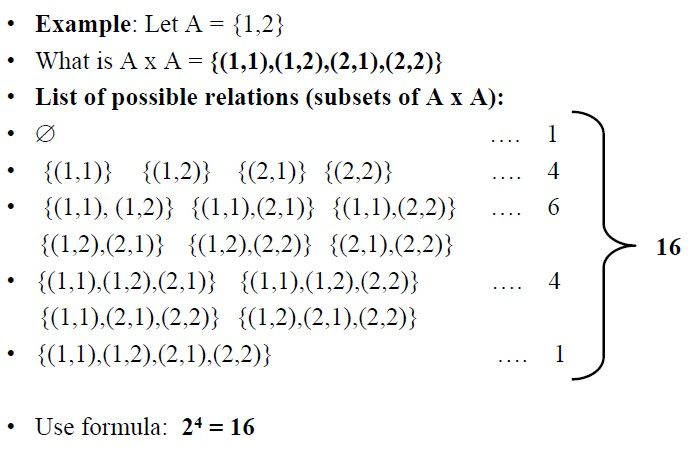 • Example: Let A = {1,2}
• What is A x A = {(1,1),(1,2),(2,1),(2,2)}
• List of possible relations (subsets of A x A):
• ∅ .... 1
• {(1,1)} {(1,2)} {(2,1)} {(2,2)} .... 4
• {(1,1), (1,2)} {(1,1),(2,1)} {(1,1),(2,2)} .... 6
{(1,2),(2,1)} {(1,2),(2,2)} {(2,1),(2,2)}
16
• {(1,1),(1,2),(2,1)} {(1,1),(1,2),(2,2)} .... 4
{(1,1),(2,1),(2,2)} {(1,2),(2,1),(2,2)}
• {(1,1),(1,2),(2,1),(2,2)} .... 1
• Use formula: 2⁴ = 16